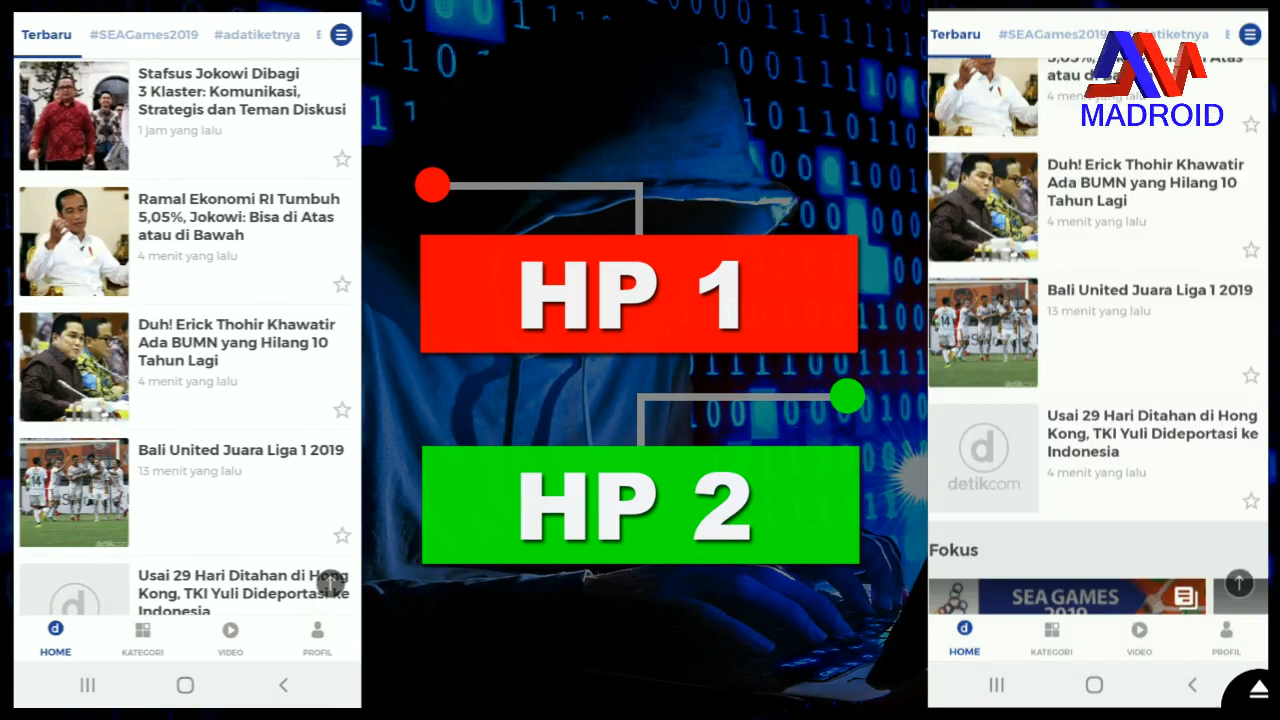 Terbaru
#SEAGames2019
#adatiketnya
Stafsus Jokowi Dibagi
3 Klaster: Komunikasi,
Strategis dan Teman Diskusi
1 jam yang lalu
Ramal Ekonomi RI Tumbuh
5,05%, Jokowi: Bisa di Atas
atau di Bawah
4 menit yang lalu
Duh! Erick Thohir Khawatir
Ada BUMN yang Hilang 10
Tahun Lagi
4 menit yang lalu
Bali United Juara Liga 1 2019
13 menit yang lalu
Usai 29 Hari Ditahan di Hong
Kong, TKI Yuli Dideportasi ke
Indonesia
HOME
KATEGORI
VIDEO
PROFIL
HP 1
HP 2
Terbaru
#SEAGames2019
MADROID
Duh! Erick Thohir Khawatir
Ada BUMN yang Hilang 10
Tahun Lagi
4 menit yang lalu
Bali United Juara Liga 1 2019
13 menit yang lalu
Usai 29 Hari Ditahan di Hong
Kong, TKI Yuli Dideportasi ke
Indonesia
4 menit yang lalu
detikcom
Fokus
SEA GAMES
2019
HOME
KATEGORI
VIDEO
PROFIL